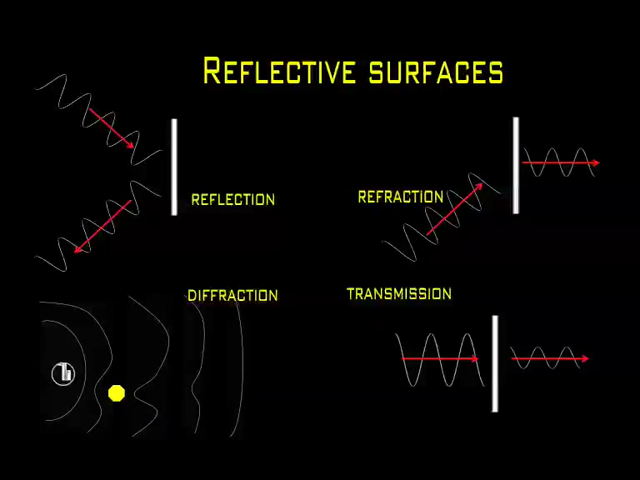 REFLECTIVE SURFACES
REFLECTION
REFRACTION
DIFFRACTION
TRANSMISSION